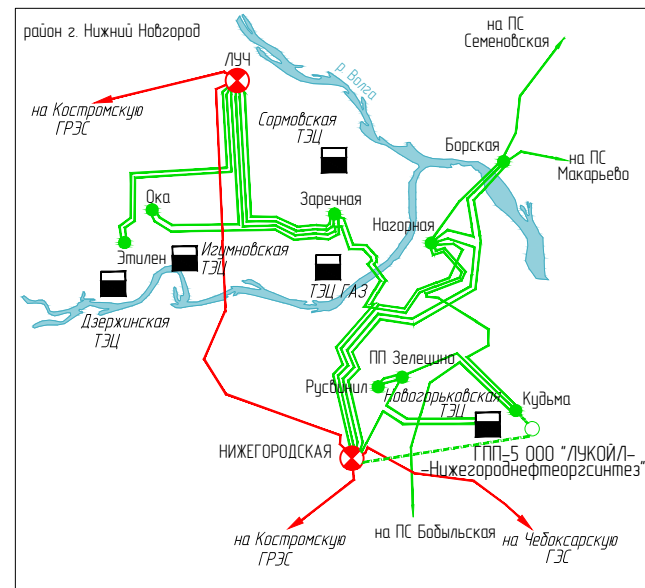 район г. Нижний Новгород
ЛУЧ
на ПС
Семеновская
р. Волга
на Костромскую
ГРЭС
Сормовская
ТЭЦ
Борская
на ПС
Макарьево
Ока
Заречная
Нагорная
Этилен
Игумновская
ТЭЦ
ТЭЦ ГАЗ
Дзержинская
ТЭЦ
ПП Зелецино
Русвинил
Новогорьковская
ТЭЦ
Кудьма
НИЖЕГОРОДСКАЯ
ГПП-5 ООО "ЛУКОЙЛ-
-Нижегороднефтеоргсинтез"
на ПС Бобыльская
на Костромскую
ГРЭС
на Чебоксарскую
ГЭС